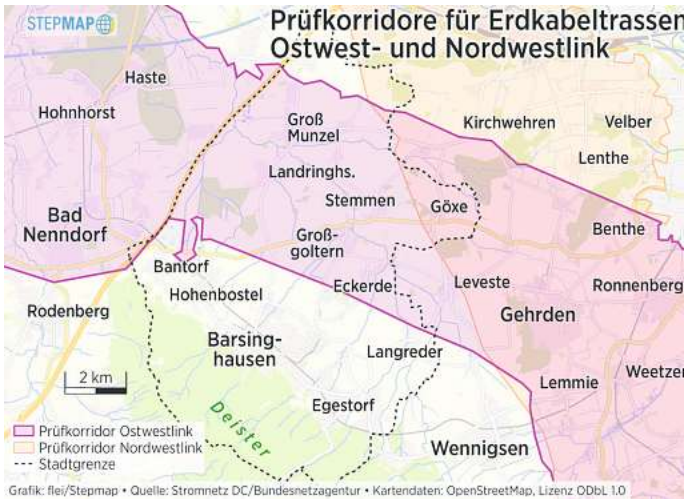 STEPMAP
Prüfkorridore für Erdkabeltrassen
Ostwest- und Nordwestlink
Haste
Hohnhorst
Groß
Munzel
Kirchwehren
Velber
Lenthe
Landringhs.
Stemmen
Göxe
Bad
Nenndorf
Benthe
Groß-
goltern
Bantorf
Eckerde
Leveste
Ronnenberg
Hohenbostel
Rodenberg
Gehrden
Barsing-
hausen
Langreder
Weetzen
Lemmie
2 km
Deister
Egestorf
Wennigsen
Prüfkorridor Ostwestlink
Prüfkorridor Nordwestlink
Stadtgrenze
Grafik: flei/Stepmap • Quelle: Stromnetz DC/Bundesnetzagentur • Kartendaten: OpenStreetMap, Lizenz ODbL 1.0